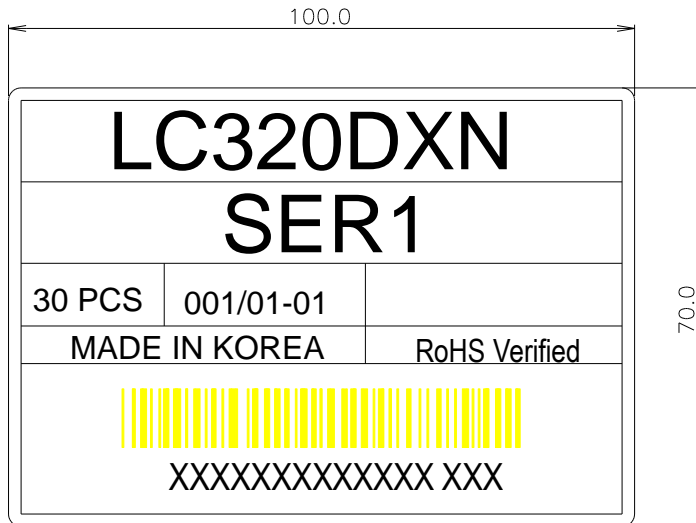 100.0
LC320DXN
SER1
30 PCS 001/01-01
70.0
MADE IN KOREA RoHS Verified
XXXXXXXXXXXXX XXX